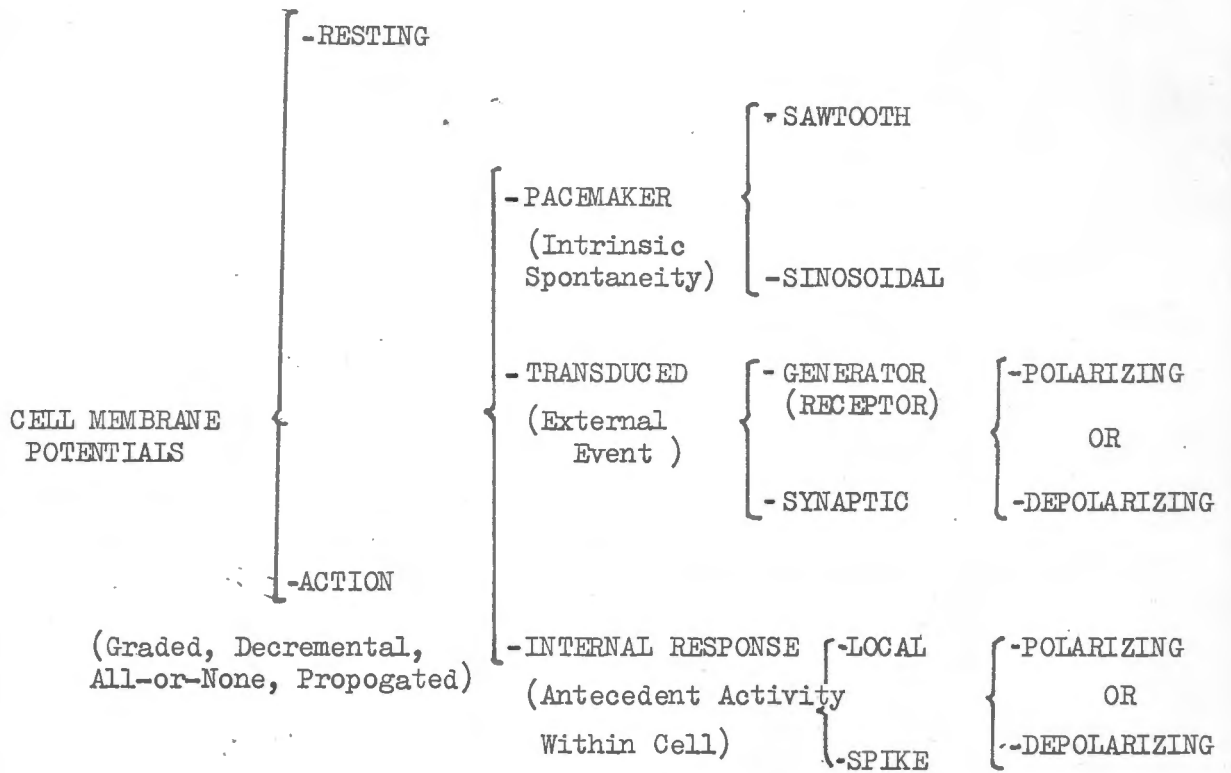 -RESTING
- SAWTOOTH
-PACEMAKER
(Intrinsic
Spontaneity)
-SINOSOIDAL
- TRANSDUCED
(External
Event )
- GENERATOR
(RECEPTOR)
-POLARIZING
OR
- SYNAPTIC
-DEPOLARIZING
CELL MEMBRANE
POTENTIALS
-ACTION
(Graded, Decremental,
All-or-None, Propogated)
-INTERNAL RESPONSE
(Antecedent Activity
Within Cell)
-LOCAL
-SPIKE
-POLARIZING
OR
-DEPOLARIZING